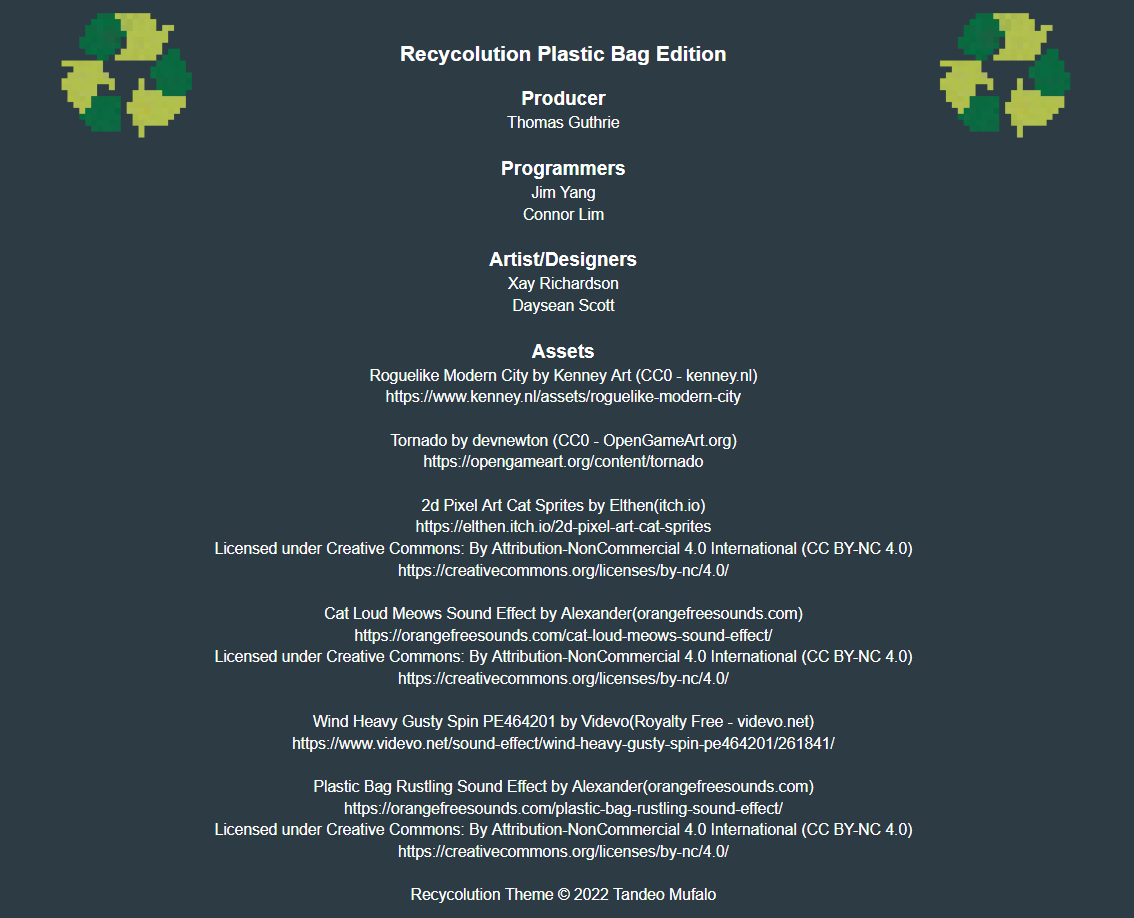 Recycolution Plastic Bag Edition
Producer
Thomas Guthrie
Programmers
Jim Yang
Connor Lim
Artist/Designers
Xay Richardson
Daysean Scott
Assets
Roguelike Modern City by Kenney Art (CC0 - kenney.nl)
https://www.kenney.nl/assets/roguelike-modern-city
Tornado by devnewton (CC0 - OpenGameArt.org)
https://opengameart.org/content/tornado
2d Pixel Art Cat Sprites by Elthen(itch.io)
https://elthen.itch.io/2d-pixel-art-cat-sprites
Licensed under Creative Commons: By Attribution-NonCommercial 4.0 International (CC BY-NC 4.0)
https://creativecommons.org/licenses/by-nc/4.0/
Cat Loud Meows Sound Effect by Alexander(orangefreesounds.com)
https://orangefreesounds.com/cat-loud-meows-sound-effect/
Licensed under Creative Commons: By Attribution-NonCommercial 4.0 International (CC BY-NC 4.0)
https://creativecommons.org/licenses/by-nc/4.0/
Wind Heavy Gusty Spin PE464201 by Videvo(Royalty Free - videvo.net)
https://www.videvo.net/sound-effect/wind-heavy-gusty-spin-pe464201/261841/
Plastic Bag Rustling Sound Effect by Alexander(orangefreesounds.com)
https://orangefreesounds.com/plastic-bag-rustling-sound-effect/
Licensed under Creative Commons: By Attribution-NonCommercial 4.0 International (CC BY-NC 4.0)
https://creativecommons.org/licenses/by-nc/4.0/
Recycolution Theme © 2022 Tandeo Mufalo